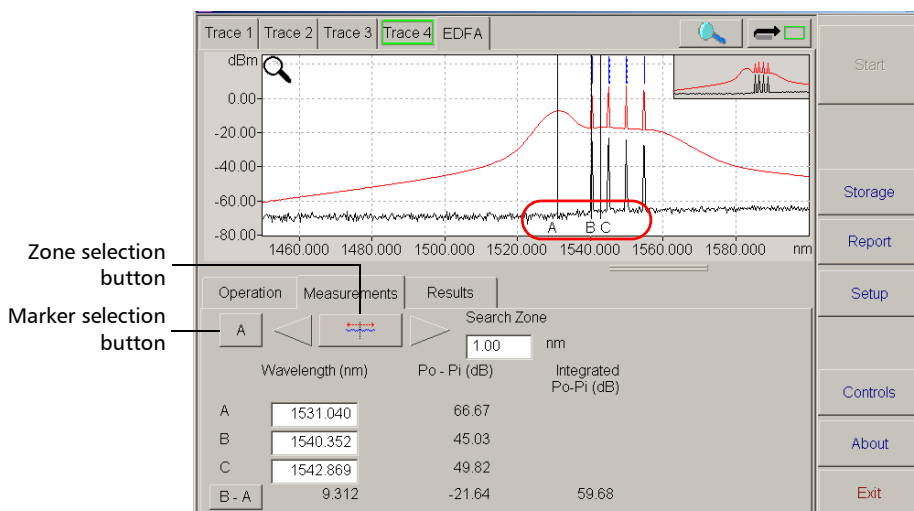 Trace 1 Trace 2 Trace 3 Trace 4 EDFA
dBm
0.00
-20.00
-40.00
-60.00
-80.00
A B C
1460.000 1480.000 1500.000 1520.000 1540.000 1560.000 1580.000 nm
Start
Storage
Report
Setup
Controls
About
Exit
Zone selection
button
Marker selection
button
Operation Measurements Results
A
Search Zone
1.00 nm
Wavelength (nm) Po - Pi (dB) Integrated
Po-Pi (dB)
A 1531.040 66.67
B 1540.352 45.03
C 1542.869 49.82
B - A 9.312 -21.64 59.68